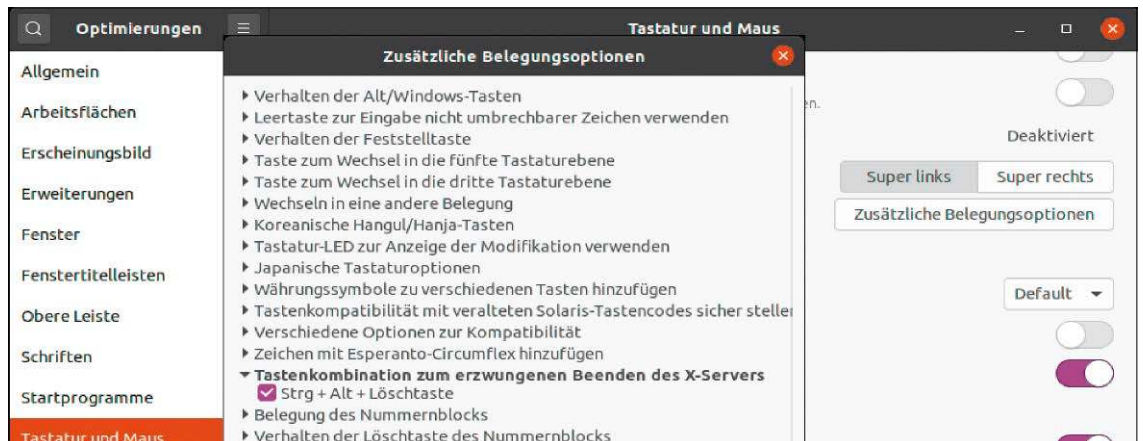 Optimierungen
Tastatur und Maus
Allgemein
Arbeitsflächen
Erscheinungsbild
Erweiterungen
Fenster
Fenstertitelleisten
Obere Leiste
Schriften
Startprogramme
Tastatur und Maus
Zusätzliche Belegungsoptionen
Verhalten der Alt/Windows-Tasten
Leertaste zur Eingabe nicht umbrechbarer Zeichen verwenden
Verhalten der Feststelltaste
Taste zum Wechsel in die fünfte Tastaturebene
Taste zum Wechsel in die dritte Tastaturebene
Wechseln in eine andere Belegung
Koreanische Hangul/Hanja-Tasten
Tastatur-LED zur Anzeige der Modifikation verwenden
Japanische Tastaturoptionen
Währungssymbole zu verschiedenen Tasten hinzufügen
Tastenkompatibilität mit veralteten Solaris-Tastencodes sicher
Verschiedene Optionen zur Kompatibilität
Zeichen mit Esperanto-Circumflex hinzufügen
Tastenkombination zum erzwungenen Beenden des X-Servers
Strg + Alt + Löschtaste
Belegung des Nummernblocks
Verhalten der Löschtaste des Nummernblocks
Deaktiviert
Super links Super rechts
Zusätzliche Belegungsoptionen
Default